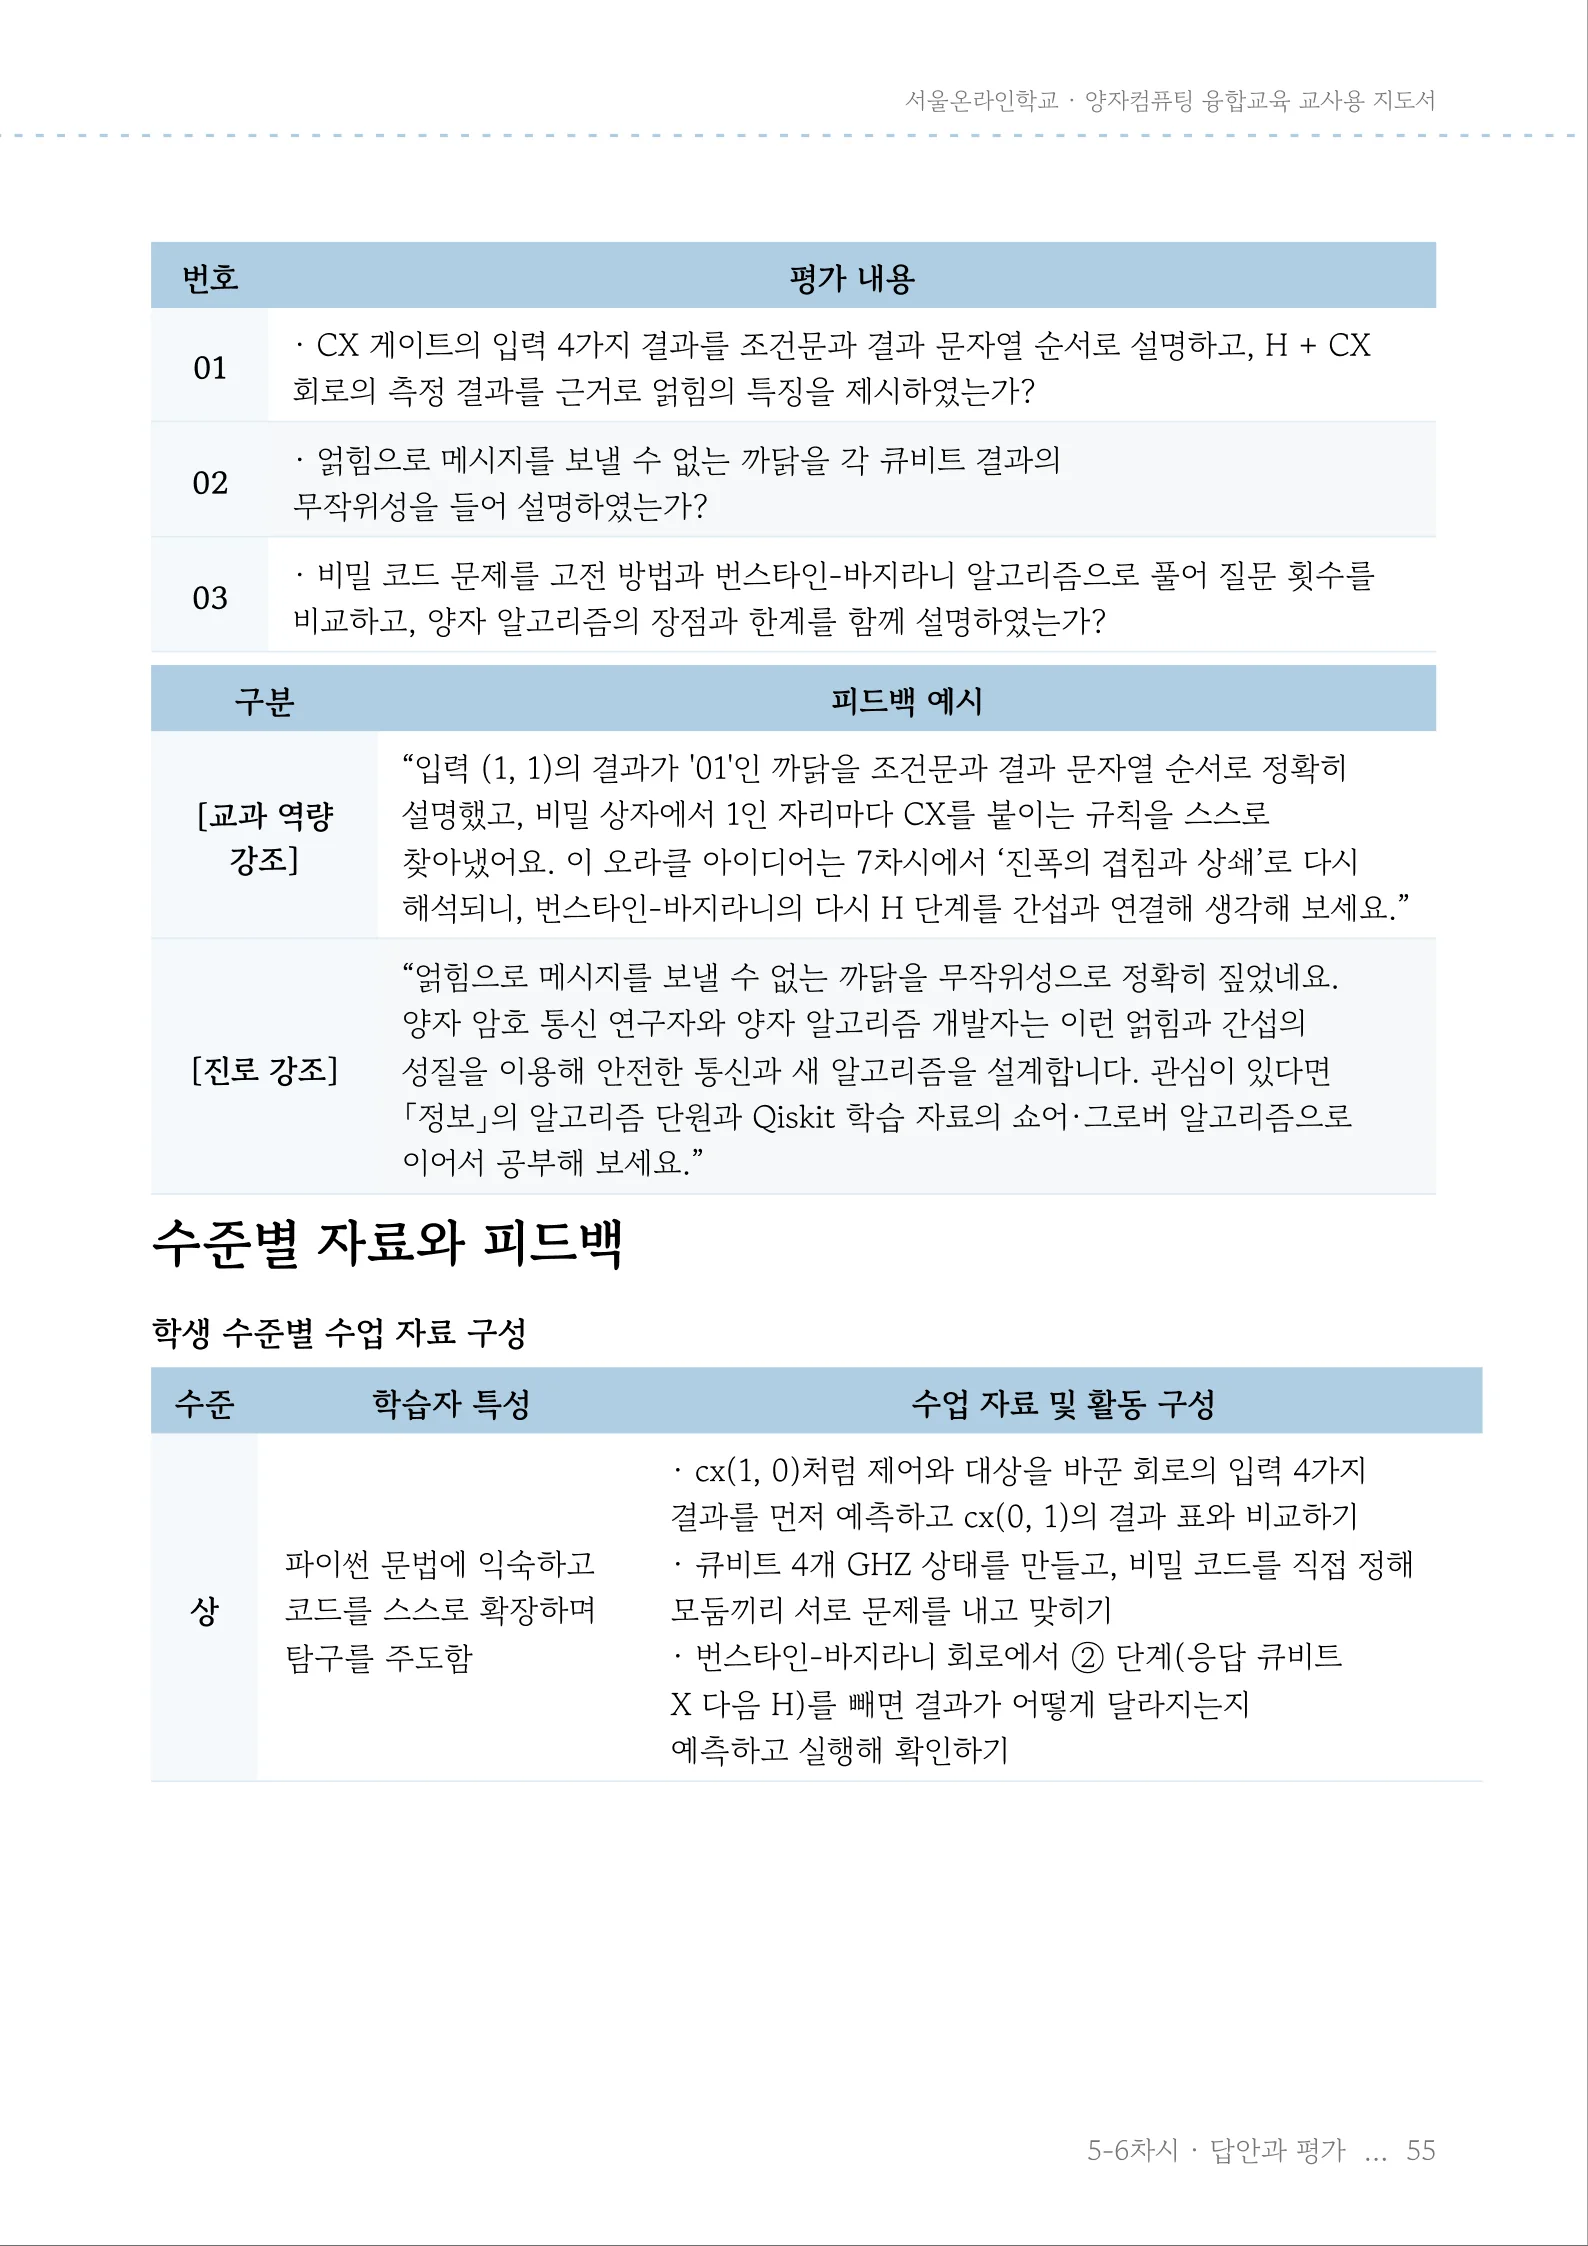 서울온라인학교 · 양자컴퓨팅 융합교육 교사용 지도서
번호 평가 내용
01
· CX 게이트의 입력 4가지 결과를 조건문과 결과 문자열 순서로 설명하고, H + CX
회로의 측정 결과를 근거로 얽힘의 특징을 제시하였는가?
02
· 얽힘으로 메시지를 보낼 수 없는 까닭을 각 큐비트 결과의
무작위성을 들어 설명하였는가?
03
· 비밀 코드 문제를 고전 방법과 번스타인-바지라니 알고리즘으로 풀어 질문 횟수를
비교하고, 양자 알고리즘의 장점과 한계를 함께 설명하였는가?
구분 피드백 예시
[교과 역량
강조]
“입력 (1, 1)의 결과가 '01'인 까닭을 조건문과 결과 문자열 순서로 정확히
설명했고, 비밀 상자에서 1인 자리마다 CX를 붙이는 규칙을 스스로
찾아냈어요. 이 오라클 아이디어는 7차시에서 ‘진폭의 겹침과 상쇄’로 다시
해석되니, 번스타인-바지라니의 다시 H 단계를 간섭과 연결해 생각해 보세요.”
[진로 강조]
“얽힘으로 메시지를 보낼 수 없는 까닭을 무작위성으로 정확히 짚었네요.
양자 암호 통신 연구자와 양자 알고리즘 개발자는 이런 얽힘과 간섭의
성질을 이용해 안전한 통신과 새 알고리즘을 설계합니다. 관심이 있다면
「정보」의 알고리즘 단원과 Qiskit 학습 자료의 쇼어·그로버 알고리즘으로
이어서 공부해 보세요.”
수준별 자료와 피드백
학생 수준별 수업 자료 구성
수준 학습자 특성 수업 자료 및 활동 구성
상
파이썬 문법에 익숙하고
코드를 스스로 확장하며
탐구를 주도함
· cx(1, 0)처럼 제어와 대상을 바꾼 회로의 입력 4가지
결과를 먼저 예측하고 cx(0, 1)의 결과 표와 비교하기
· 큐비트 4개 GHZ 상태를 만들고, 비밀 코드를 직접 정해
모둠끼리 서로 문제를 내고 맞히기
· 번스타인-바지라니 회로에서 ② 단계(응답 큐비트
X 다음 H)를 빼면 결과가 어떻게 달라지는지
예측하고 실행해 확인하기
5-6차시 · 답안과 평가 … 55